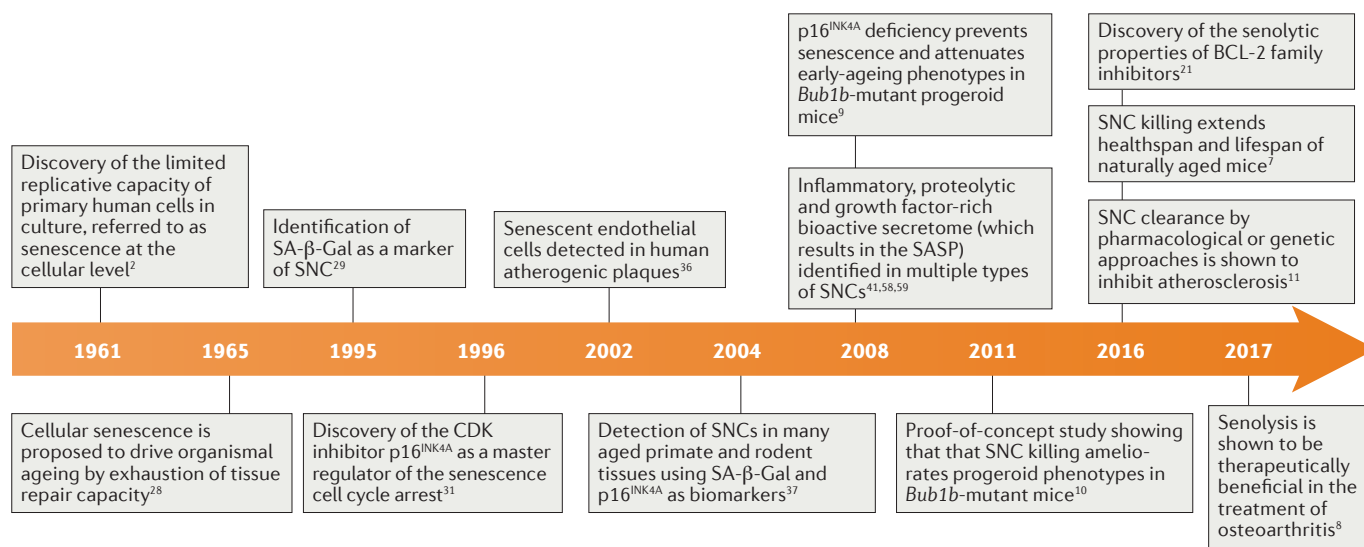 Discovery of the limited
replicative capacity of
primary human cells in
culture, referred to as
senescence at the
cellular level²
Identification of
SA-β-Gal as a marker
of SNC²⁹
Senescent endothelial
cells detected in human
atherogenic plaques³⁶
p16ᴵᴺᴷ⁴ᴬ deficiency prevents
senescence and attenuates
early-ageing phenotypes in
Bub1b-mutant progeroid
mice⁹
Inflammatory, proteolytic
and growth factor-rich
bioactive secretome (which
results in the SASP)
identified in multiple types
of SNCs⁴¹,⁵⁸,⁵⁹
Discovery of the senolytic
properties of BCL-2 family
inhibitors²¹
SNC killing extends
healthspan and lifespan of
naturally aged mice⁷
SNC clearance by
pharmacological or genetic
approaches is shown to
inhibit atherosclerosis¹¹
1961 1965 1995 1996 2002 2004 2008 2011 2016 2017
Cellular senescence is
proposed to drive organismal
ageing by exhaustion of tissue
repair capacity²⁸
Discovery of the CDK
inhibitor p16ᴵᴺᴷ⁴ᴬ as a master
regulator of the senescence
cell cycle arrest³¹
Detection of SNCs in many
aged primate and rodent
tissues using SA-β-Gal and
p16ᴵᴺᴷ⁴ᴬ as biomarkers³⁷
Proof-of-concept study showing
that that SNC killing amelio-
rates progeroid phenotypes in
Bub1b-mutant mice¹⁰
Senolysis is
shown to be
therapeutically
beneficial in the
treatment of
osteoarthritis⁸